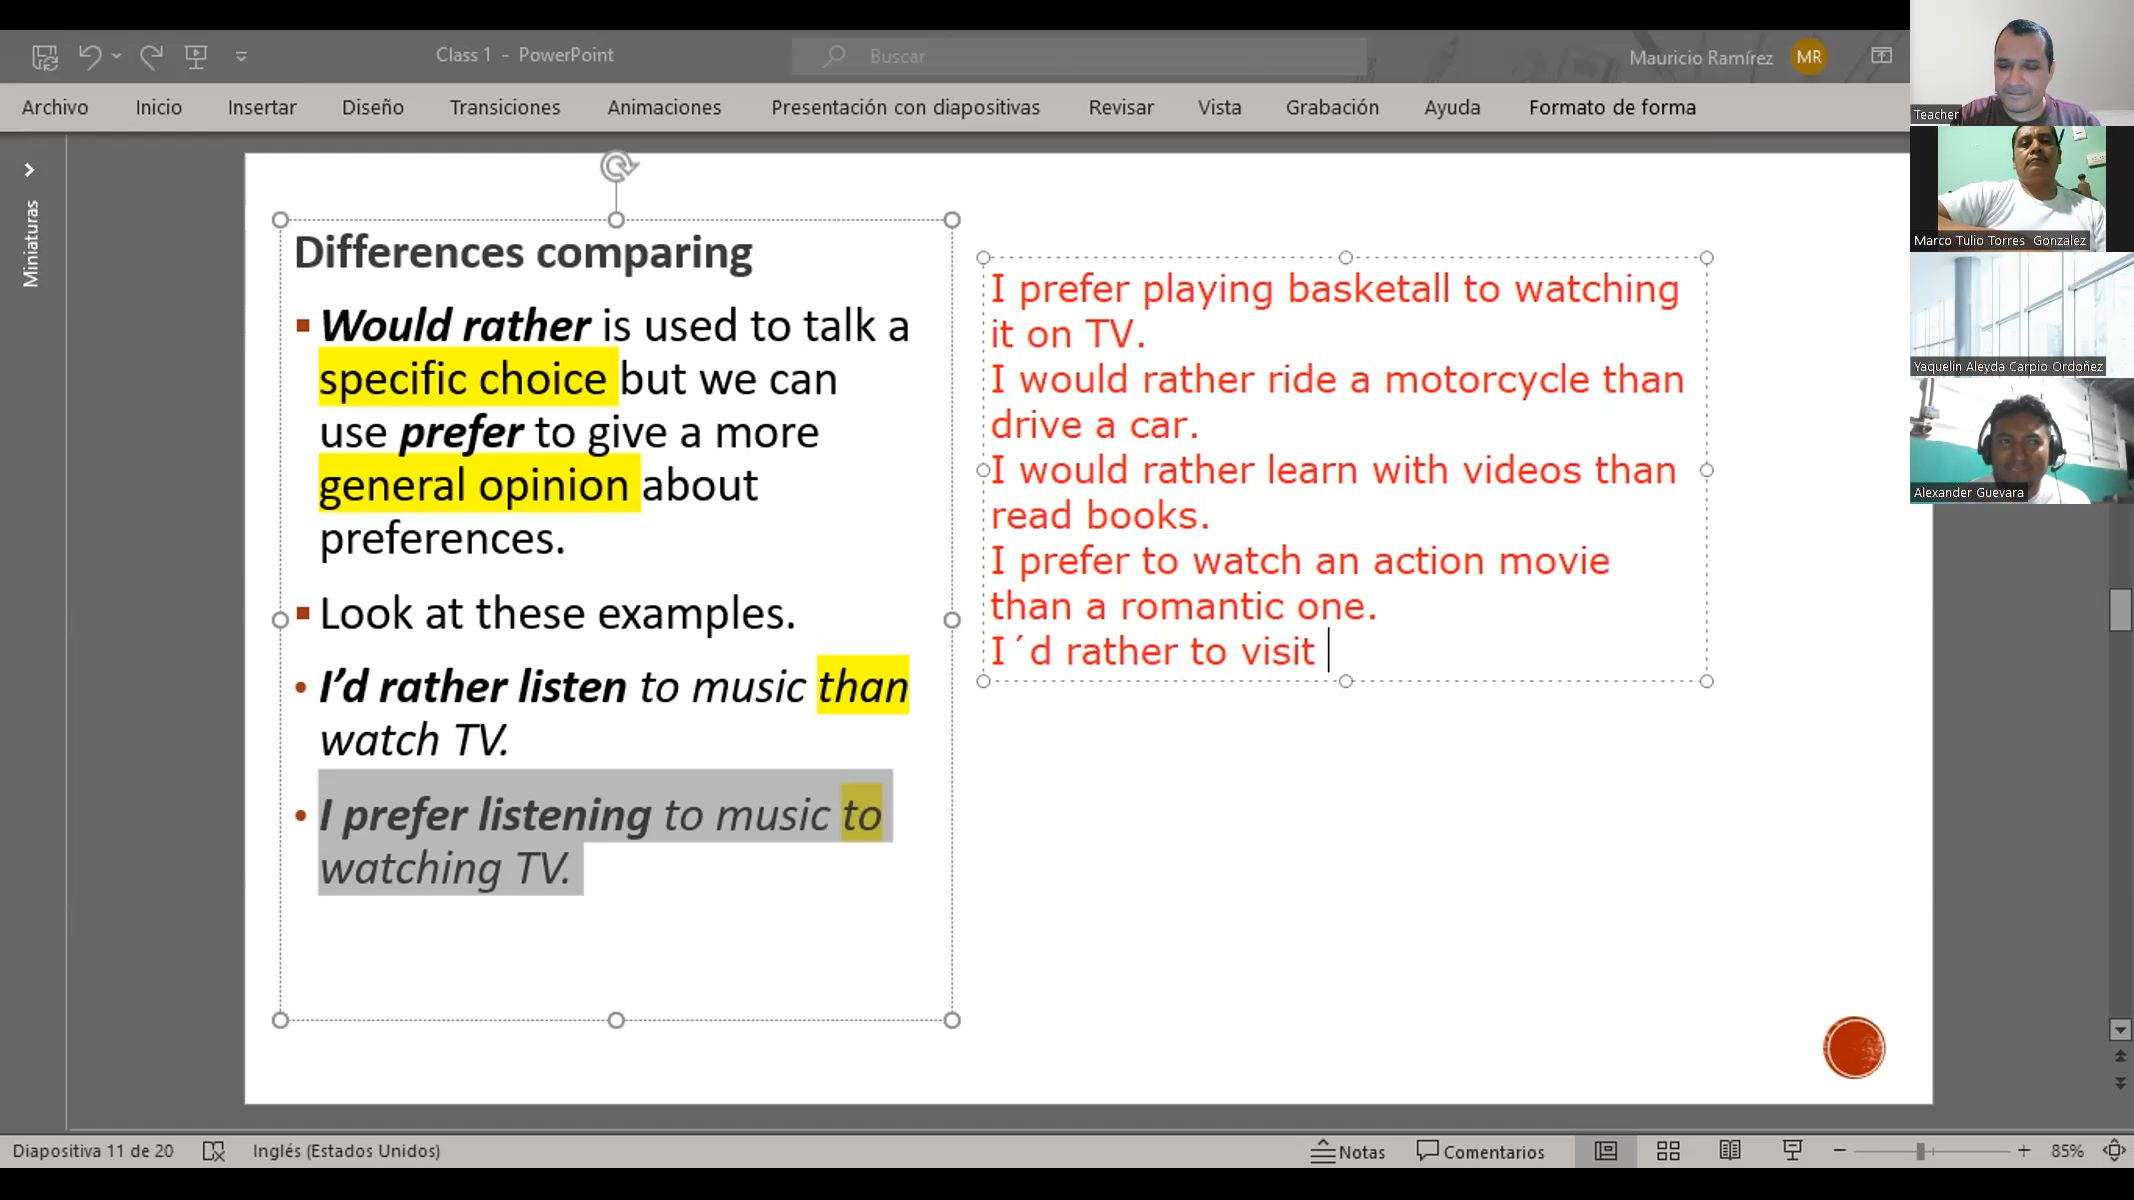 Class 1 - PowerPoint
Buscar
Mauricio Ramírez
MR
Archivo
Inicio
Insertar
Diseño
Transiciones
Animaciones
Presentación con diapositivas
Revisar
Vista
Grabación
Ayuda
Formato de forma
Miniaturas
Differences comparing
Would rather is used to talk a
specific choice but we can
use prefer to give a more
general opinion about
preferences.
Look at these examples.
I’d rather listen to music than
watch TV.
I prefer listening to music to
watching TV.
I prefer playing basketall to watching
it on TV.
I would rather ride a motorcycle than
drive a car.
I would rather learn with videos than
read books.
I prefer to watch an action movie
than a romantic one.
I´d rather to visit
Teacher
Marco Tulio Torres Gonzalez
Yaquelin Aleyda Carpio Ordoñez
Alexander Guevara
Diapositiva 11 de 20
Inglés (Estados Unidos)
Notas
Comentarios
85%